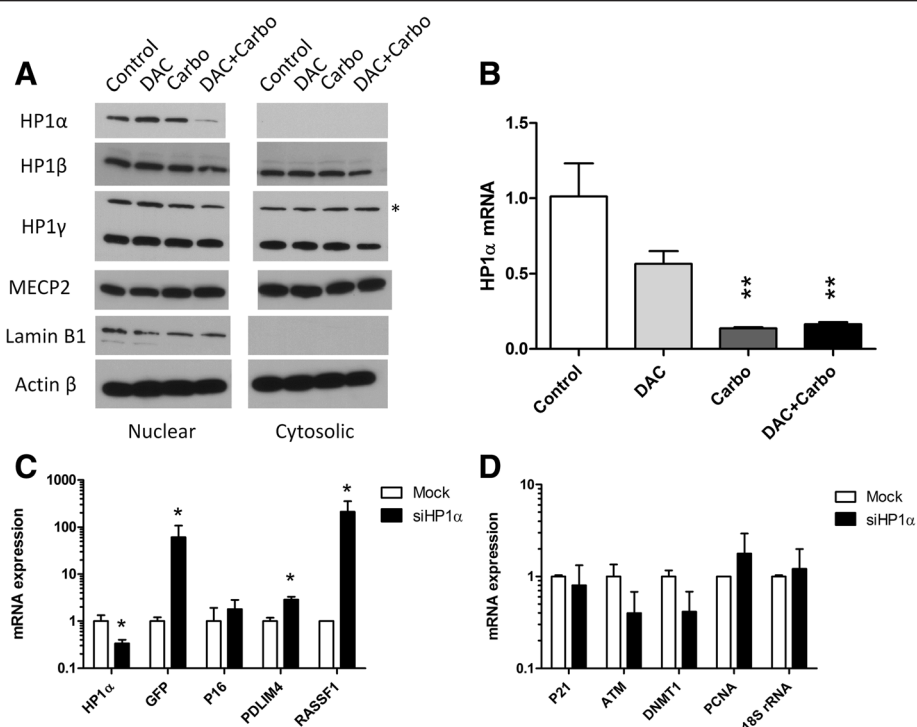 A
Control DAC Carbo DAC+Carbo
Control DAC Carbo DAC+Carbo
HP1α
HP1β
HP1γ
*
MECP2
Lamin B1
Actin β
Nuclear Cytosolic
B
HP1α mRNA
1.5
1.0
0.5
0.0
**
**
Control DAC Carbo DAC+Carbo
C
mRNA expression
1000
100
10
1
0.1
*
*
*
*
HP1α GFP P16 PDLIM4 RASSF1
Mock
siHP1α
D
mRNA expression
10
1
0.1
P21 ATM DNMT1 PCNA 18S rRNA
Mock
siHP1α